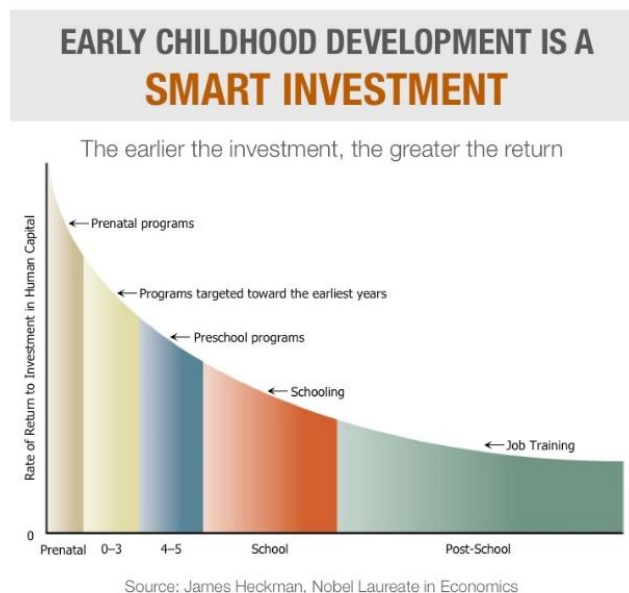 EARLY CHILDHOOD DEVELOPMENT IS A
SMART INVESTMENT
The earlier the investment, the greater the return
Rate of Return to Investment in Human Capital
Prenatal programs
Programs targeted toward the earliest years
Preschool programs
Schooling
Job Training
0
Prenatal 0–3 4–5 School Post-School
Source: James Heckman, Nobel Laureate in Economics